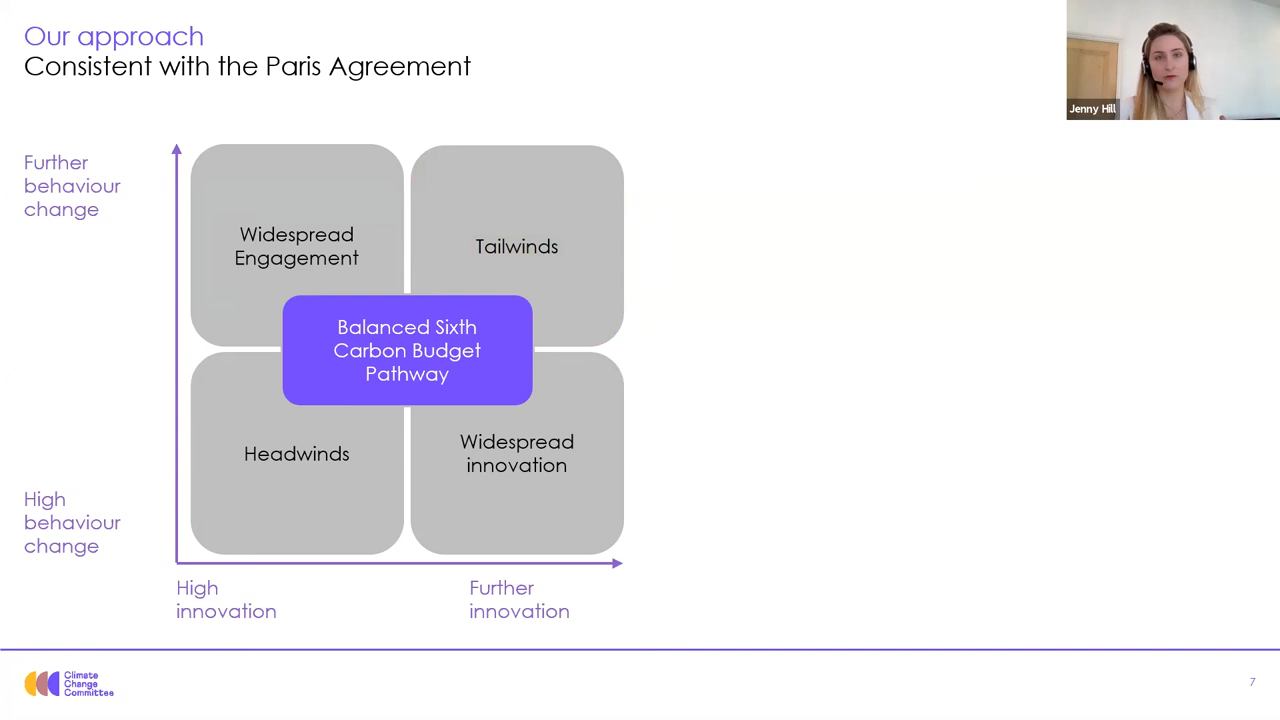 Our approach
Consistent with the Paris Agreement
Jenny Hill
Further
behaviour
change
Widespread
Engagement
Tailwinds
Balanced Sixth
Carbon Budget
Pathway
Headwinds
Widespread
innovation
High
behaviour
change
High
innovation
Further
innovation
Climate
Change
Committee
7